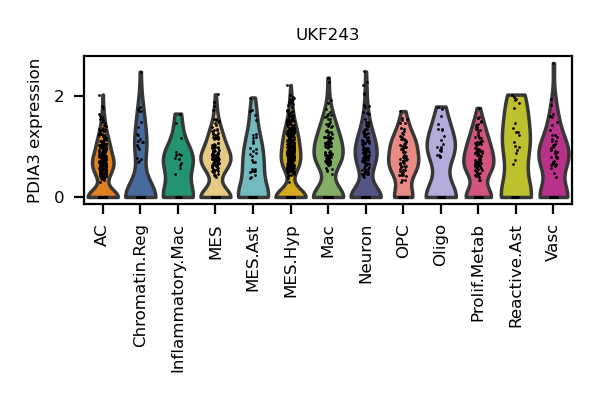 UKF243
PDIA3 expression
2
0
AC
Chromatin.Reg
Inflammatory.Mac
MES
MES.Ast
MES.Hyp
Mac
Neuron
OPC
Oligo
Prolif.Metab
Reactive.Ast
Vasc